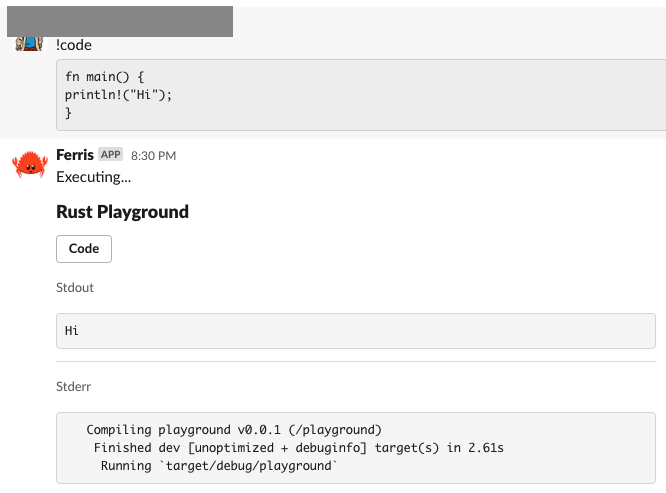 !code
fn main() {
println!("Hi");
}
Ferris APP 8:30 PM
Executing...
Rust Playground
Code
Stdout
Hi
Stderr
Compiling playground v0.0.1 (/playground)
Finished dev [unoptimized + debuginfo] target(s) in 2.61s
Running `target/debug/playground`